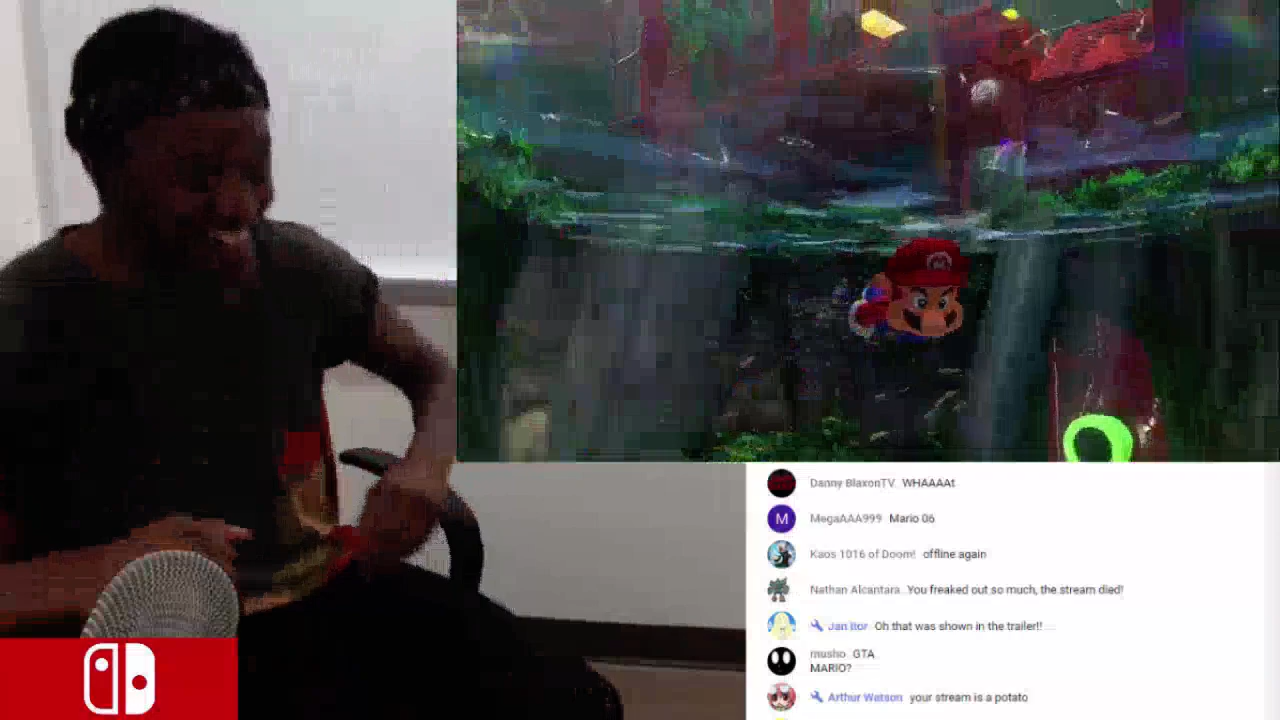 M
Danny BlaxonTV WHAAAAt
M
MegaAAA999 Mario 06
Kaos 1016 of Doom! offline again
Nathan Alcantara You freaked out so much, the stream died!
Jan Itor Oh that was shown in the trailer!!
musho GTA
MARIO?
Arthur Watson your stream is a potato